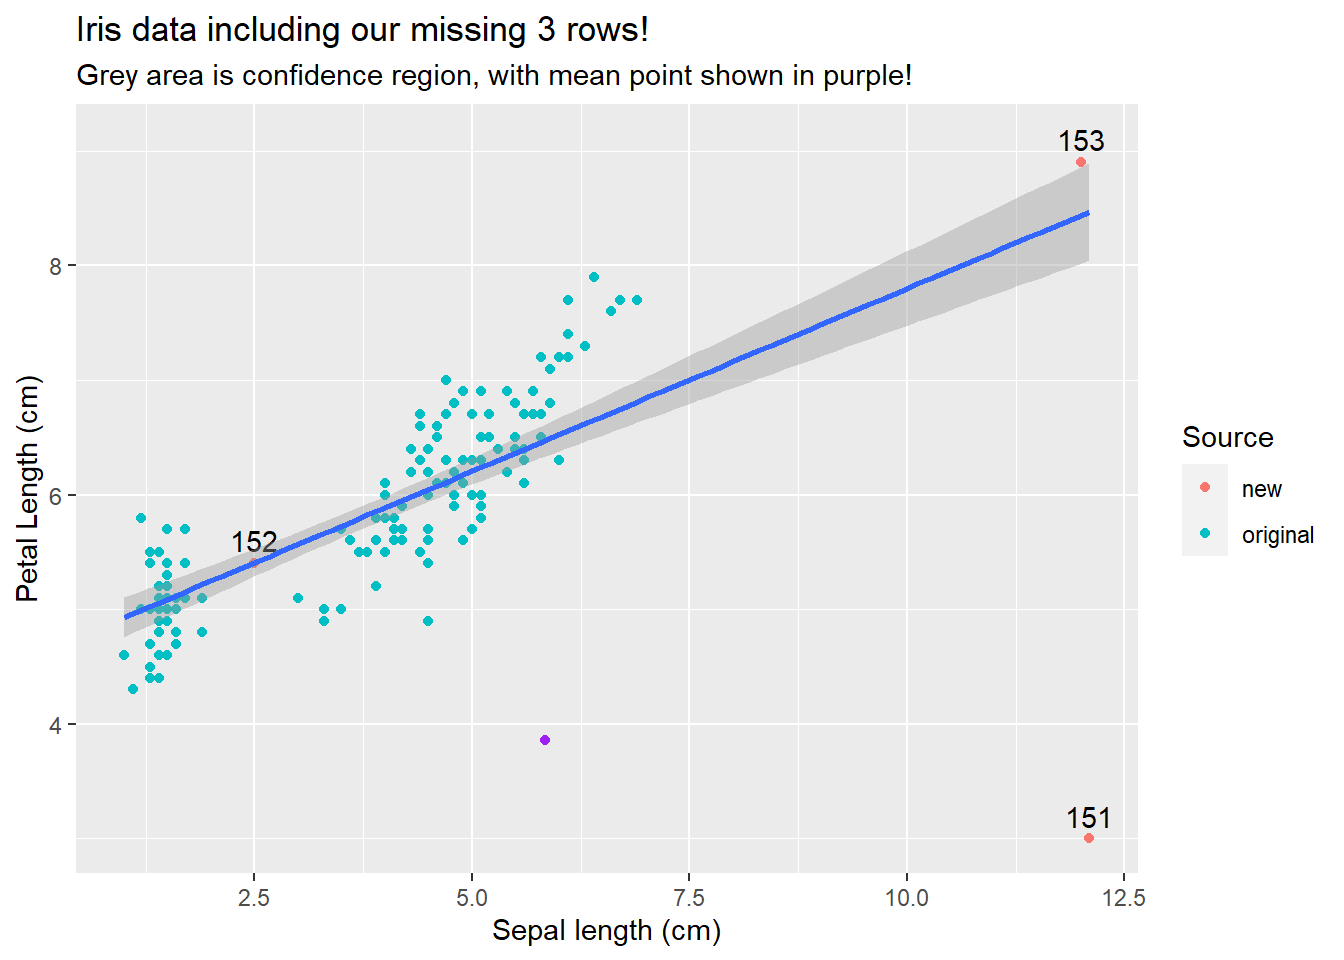 Iris data including our missing 3 rows!
Grey area is confidence region, with mean point shown in purple!
153
8
Source
new
6
152
original
Petal Length (cm)
4
151
2.5 5.0 7.5 10.0 12.5
Sepal length (cm)